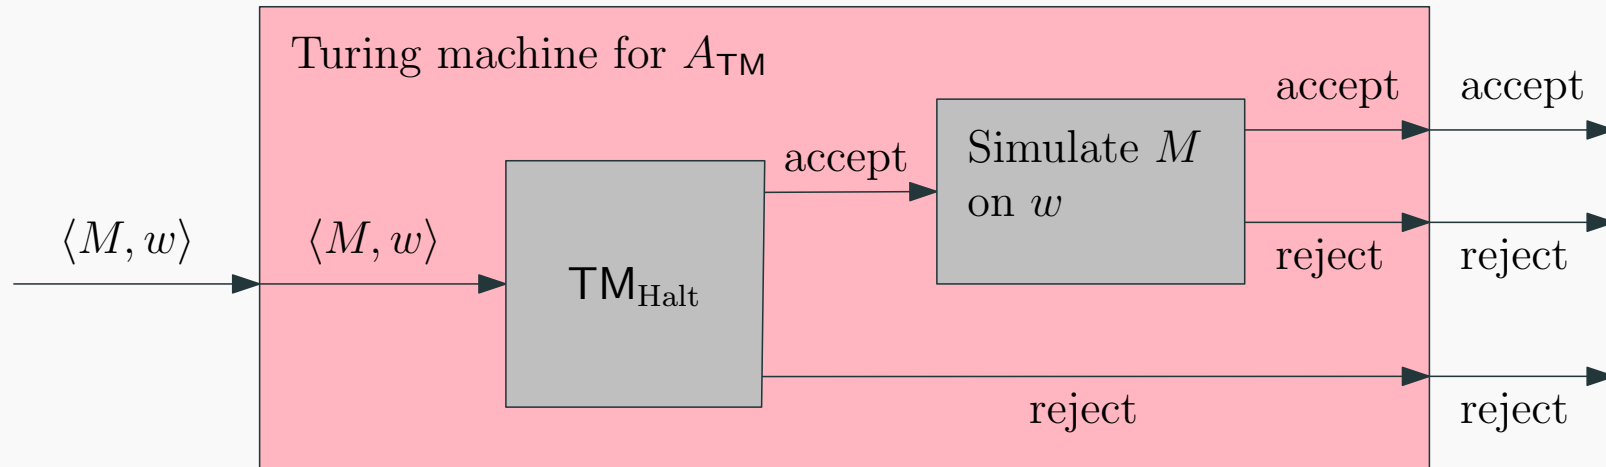 Turing machine for A_TM
accept
accept
Simulate M
on w
accept
⟨M, w⟩
⟨M, w⟩
TM_Halt
reject
reject
reject
reject